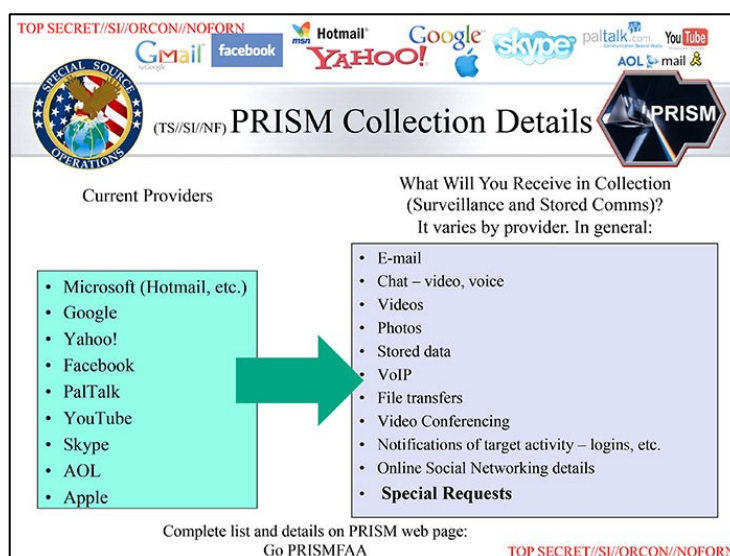 TOP SECRET//SI//ORCON//NOFORN
Gmail
by Google
facebook
msn
Hotmail
YAHOO!
Google
skype
paltalk.com
YouTube
AOL mail
SPECIAL SOURCE
OPERATIONS
(TS//SI//NF) PRISM Collection Details
PRISM
Current Providers
• Microsoft (Hotmail, etc.)
• Google
• Yahoo!
• Facebook
• PalTalk
• YouTube
• Skype
• AOL
• Apple
What Will You Receive in Collection
(Surveillance and Stored Comms)?
It varies by provider. In general:
• E-mail
• Chat – video, voice
• Videos
• Photos
• Stored data
• VoIP
• File transfers
• Video Conferencing
• Notifications of target activity – logins, etc.
• Online Social Networking details
• Special Requests
Complete list and details on PRISM web page:
Go PRISMFAA
TOP SECRET//SI//ORCON//NOFORN